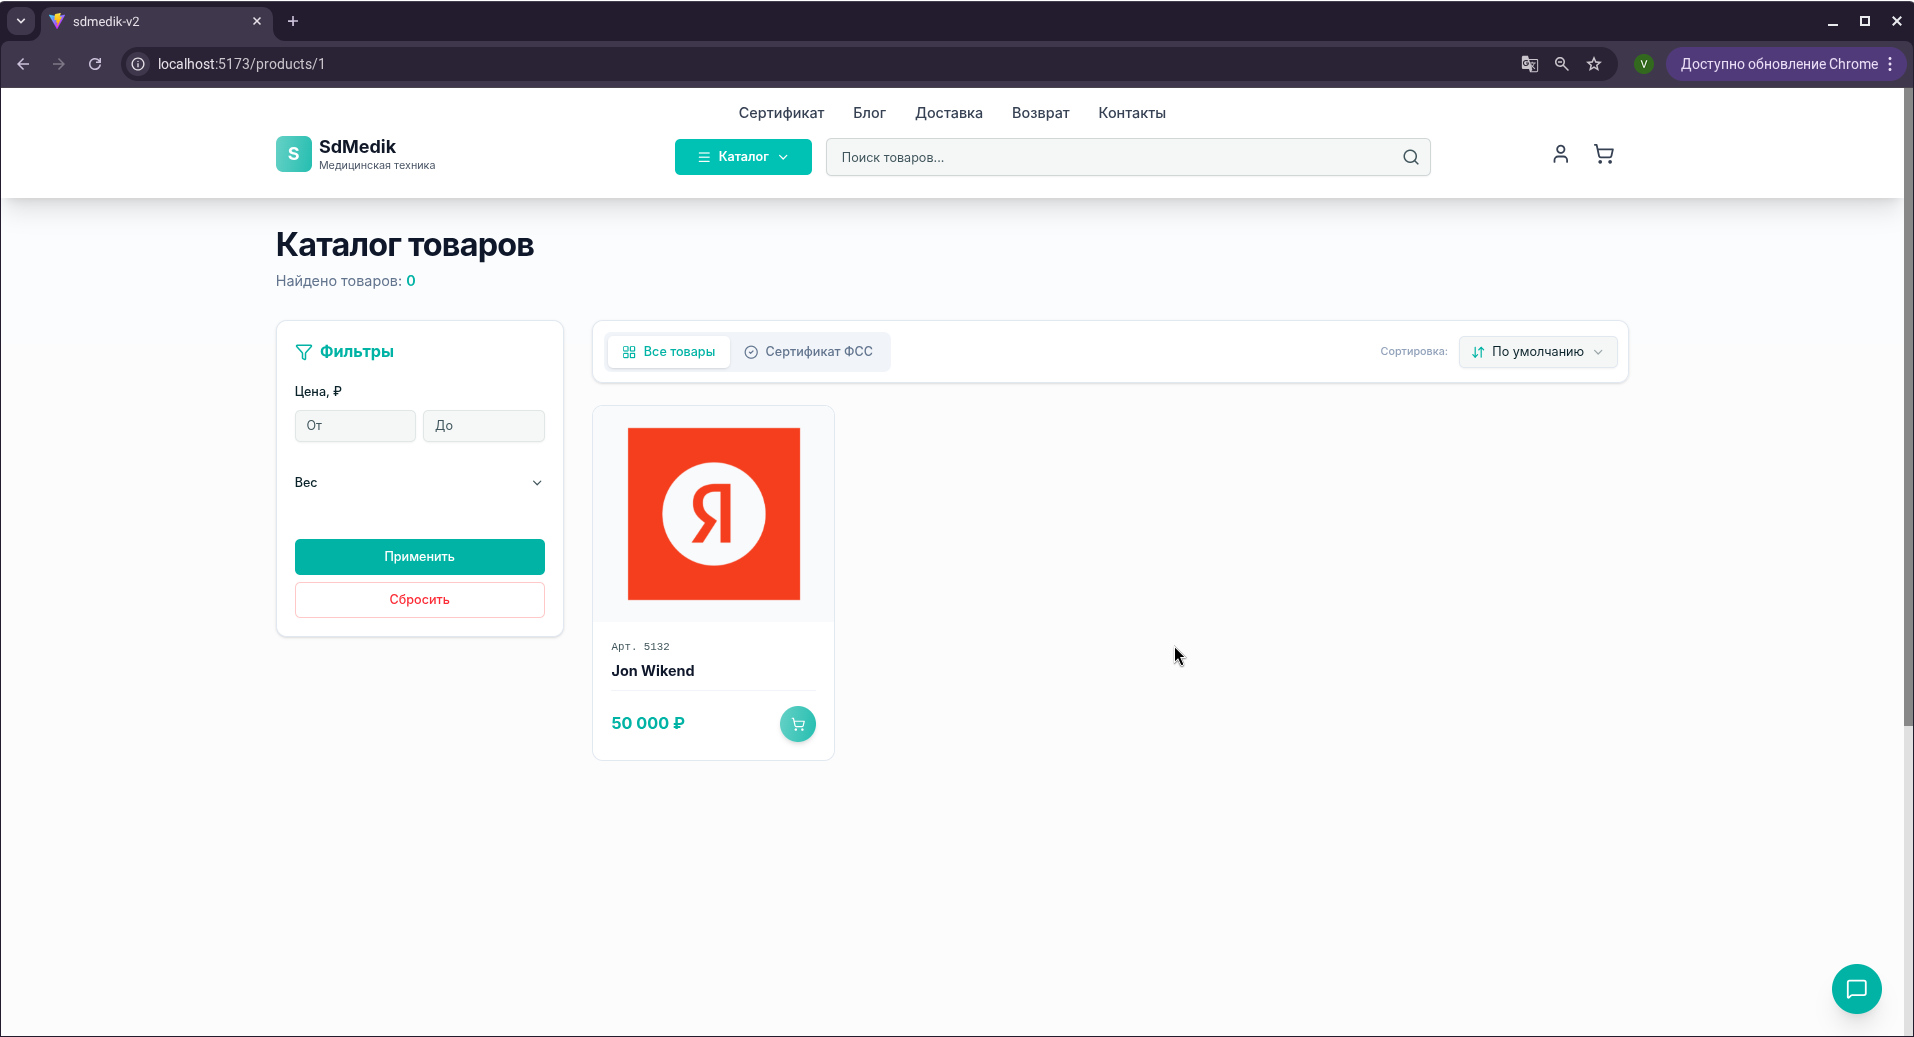 sdmedik-v2
localhost:5173/products/1
V
Доступно обновление Chrome
Сертификат Блог Доставка Возврат Контакты
S
SdMedik
Медицинская техника
Каталог
Поиск товаров...
Каталог товаров
Найдено товаров: 0
Фильтры
Цена, ₽
От
До
Вес
Применить
Сбросить
Все товары
Сертификат ФСС
Сортировка:
По умолчанию
Я
Арт. 5132
Jon Wikend
50 000 ₽